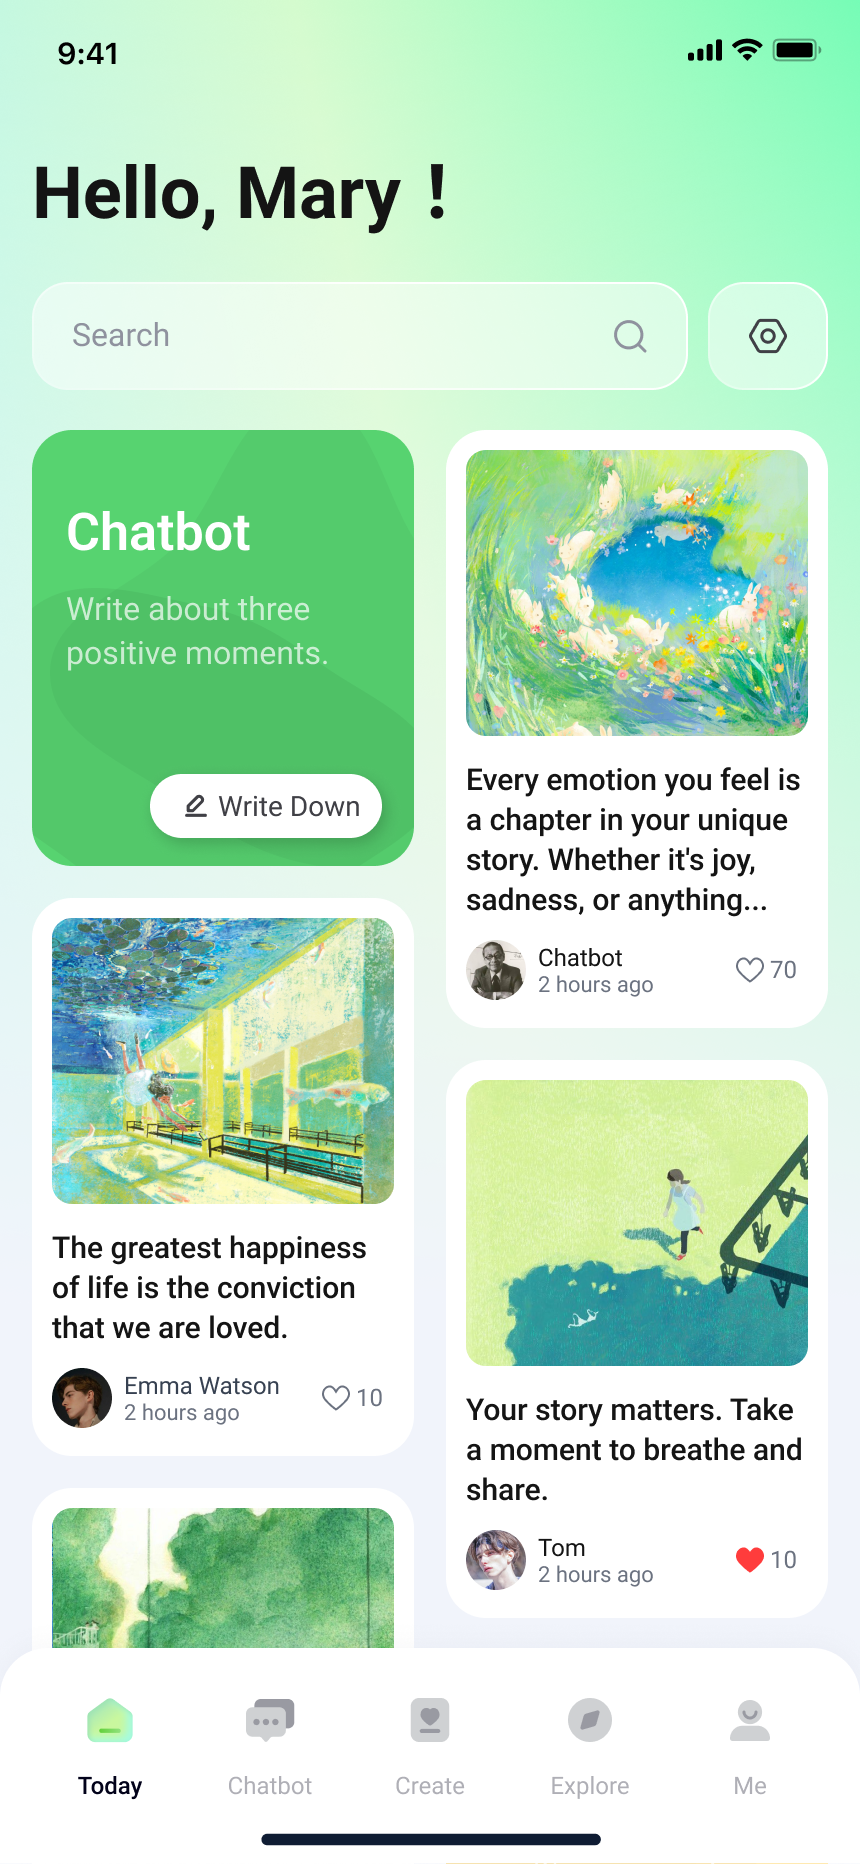 9:41
Hello, Mary！
Search
Chatbot
Write about three
positive moments.
Write Down
Every emotion you feel is
a chapter in your unique
story. Whether it's joy,
sadness, or anything...
Chatbot
2 hours ago
70
The greatest happiness
of life is the conviction
that we are loved.
Emma Watson
2 hours ago
10
Your story matters. Take
a moment to breathe and
share.
Tom
2 hours ago
10
Today
Chatbot
Create
Explore
Me